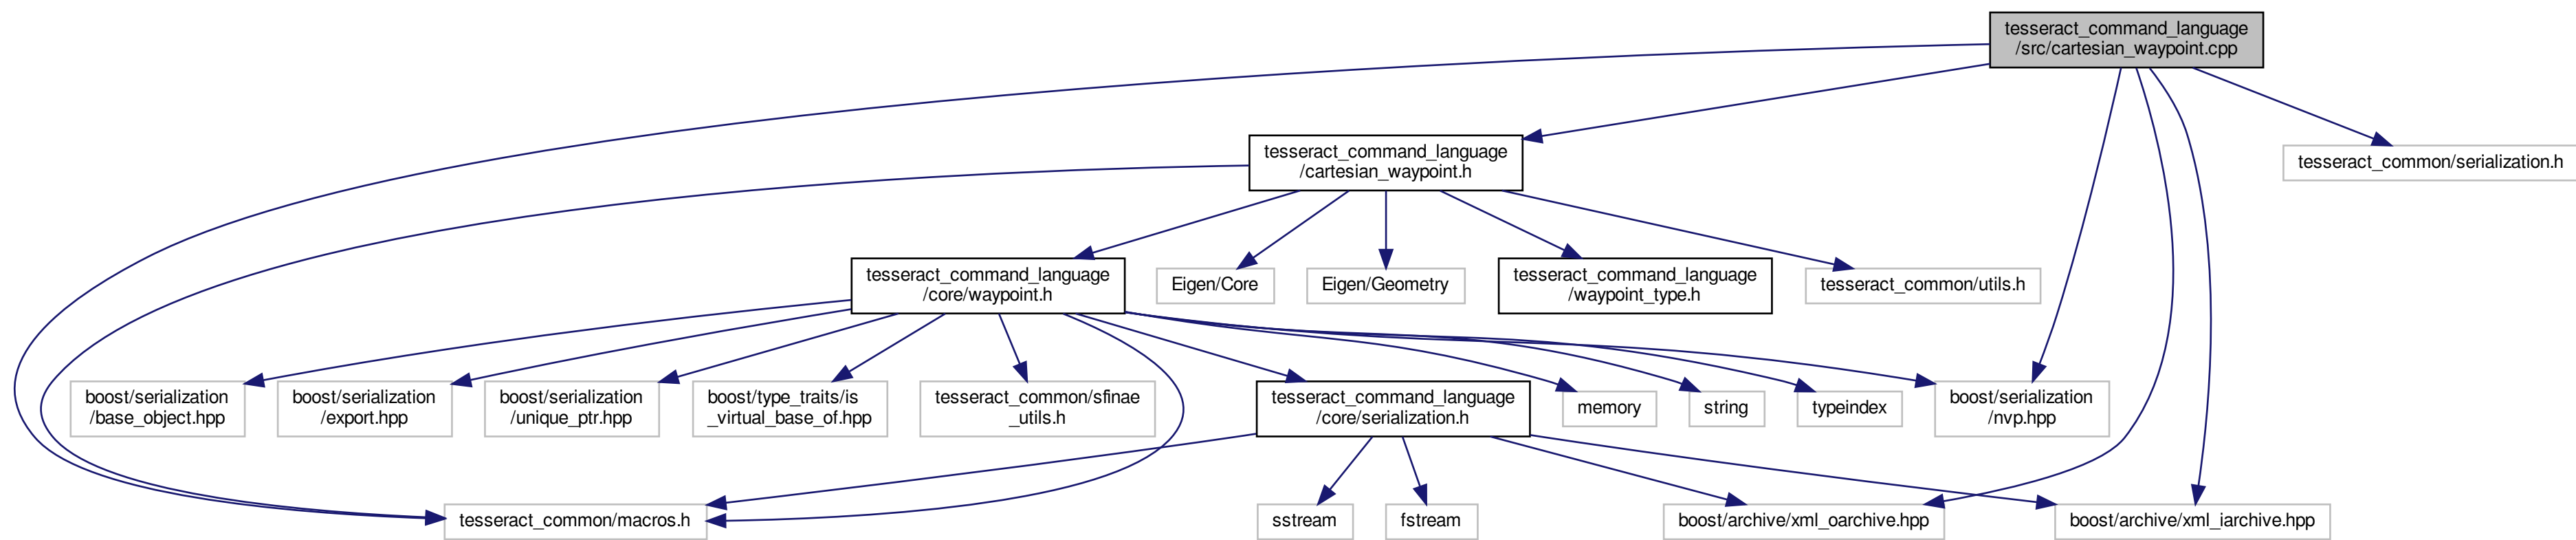 tesseract_command_language
/src/cartesian_waypoint.cpp
tesseract_command_language
/cartesian_waypoint.h
tesseract_common/serialization.h
tesseract_command_language
/core/waypoint.h
Eigen/Core
Eigen/Geometry
tesseract_command_language
/waypoint_type.h
tesseract_common/utils.h
boost/serialization
/base_object.hpp
boost/serialization
/export.hpp
boost/serialization
/unique_ptr.hpp
boost/type_traits/is
_virtual_base_of.hpp
tesseract_common/sfinae
_utils.h
tesseract_command_language
/core/serialization.h
memory
string
typeindex
boost/serialization
/nvp.hpp
tesseract_common/macros.h
sstream
fstream
boost/archive/xml_oarchive.hpp
boost/archive/xml_iarchive.hpp